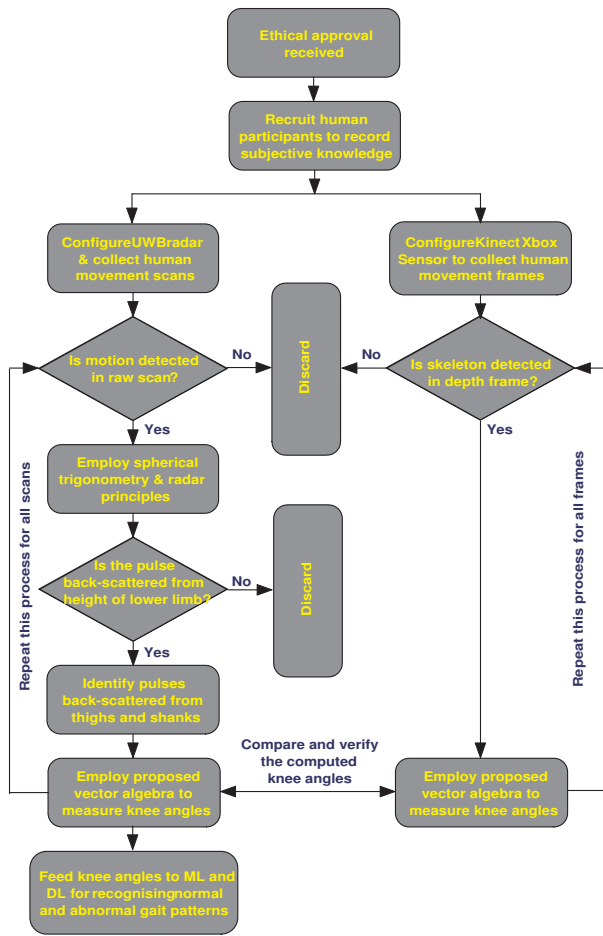 Ethical approval
received
Recruit human
participants to record
subjective knowledge
ConfigureUWBradar
& collect human
movement scans
ConfigureKinectXbox
Sensor to collect human
movement frames
Is motion detected
in raw scan?
No
Discard
No
Is skeleton detected
in depth frame?
Yes
Yes
Employ spherical
trigonometry & radar
principles
Repeat this process for all scans
Repeat this process for all frames
Is the pulse
back-scattered from
height of lower limb?
No
Discard
Yes
Identify pulses
back-scattered from
thighs and shanks
Compare and verify
the computed
knee angles
Employ proposed
vector algebra to
measure knee angles
Employ proposed
vector algebra to
measure knee angles
Feed knee angles to ML and
DL for recognisingnormal
and abnormal gait patterns